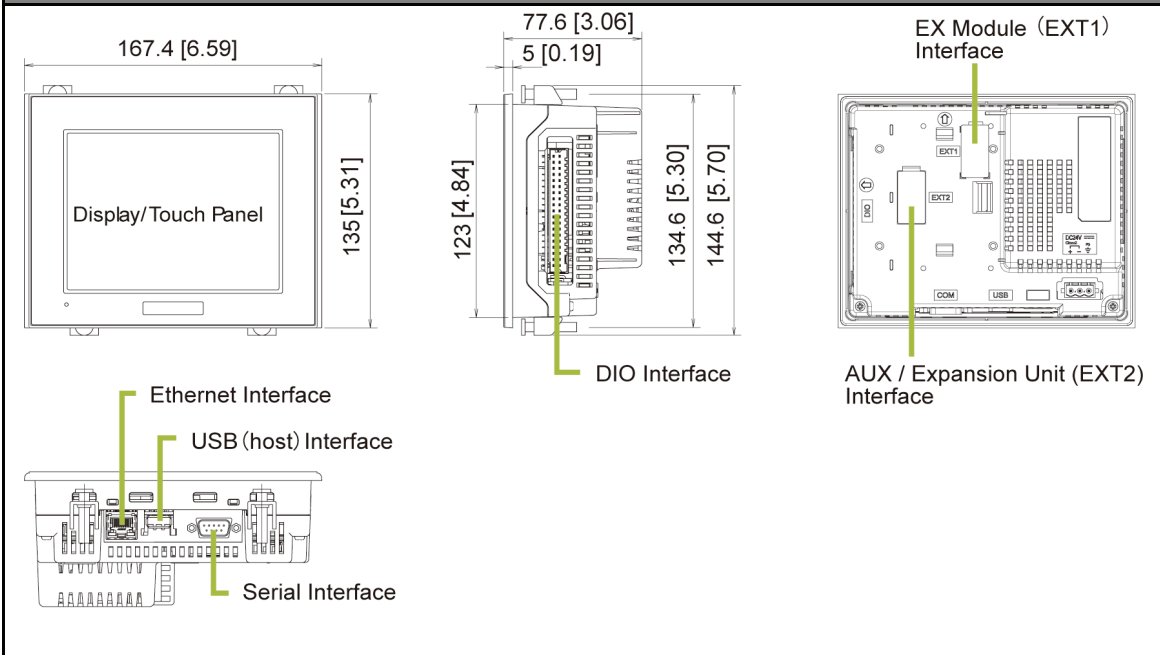 167.4 [6.59]
Display/Touch Panel
135 [5.31]
77.6 [3.06]
5 [0.19]
123 [4.84]
134.6 [5.30]
144.6 [5.70]
DIO Interface
EX Module (EXT1)
Interface
EXT1
EXT2
DIO
DC24V
COM
USB
AUX / Expansion Unit (EXT2)
Interface
Ethernet Interface
USB (host) Interface
Serial Interface